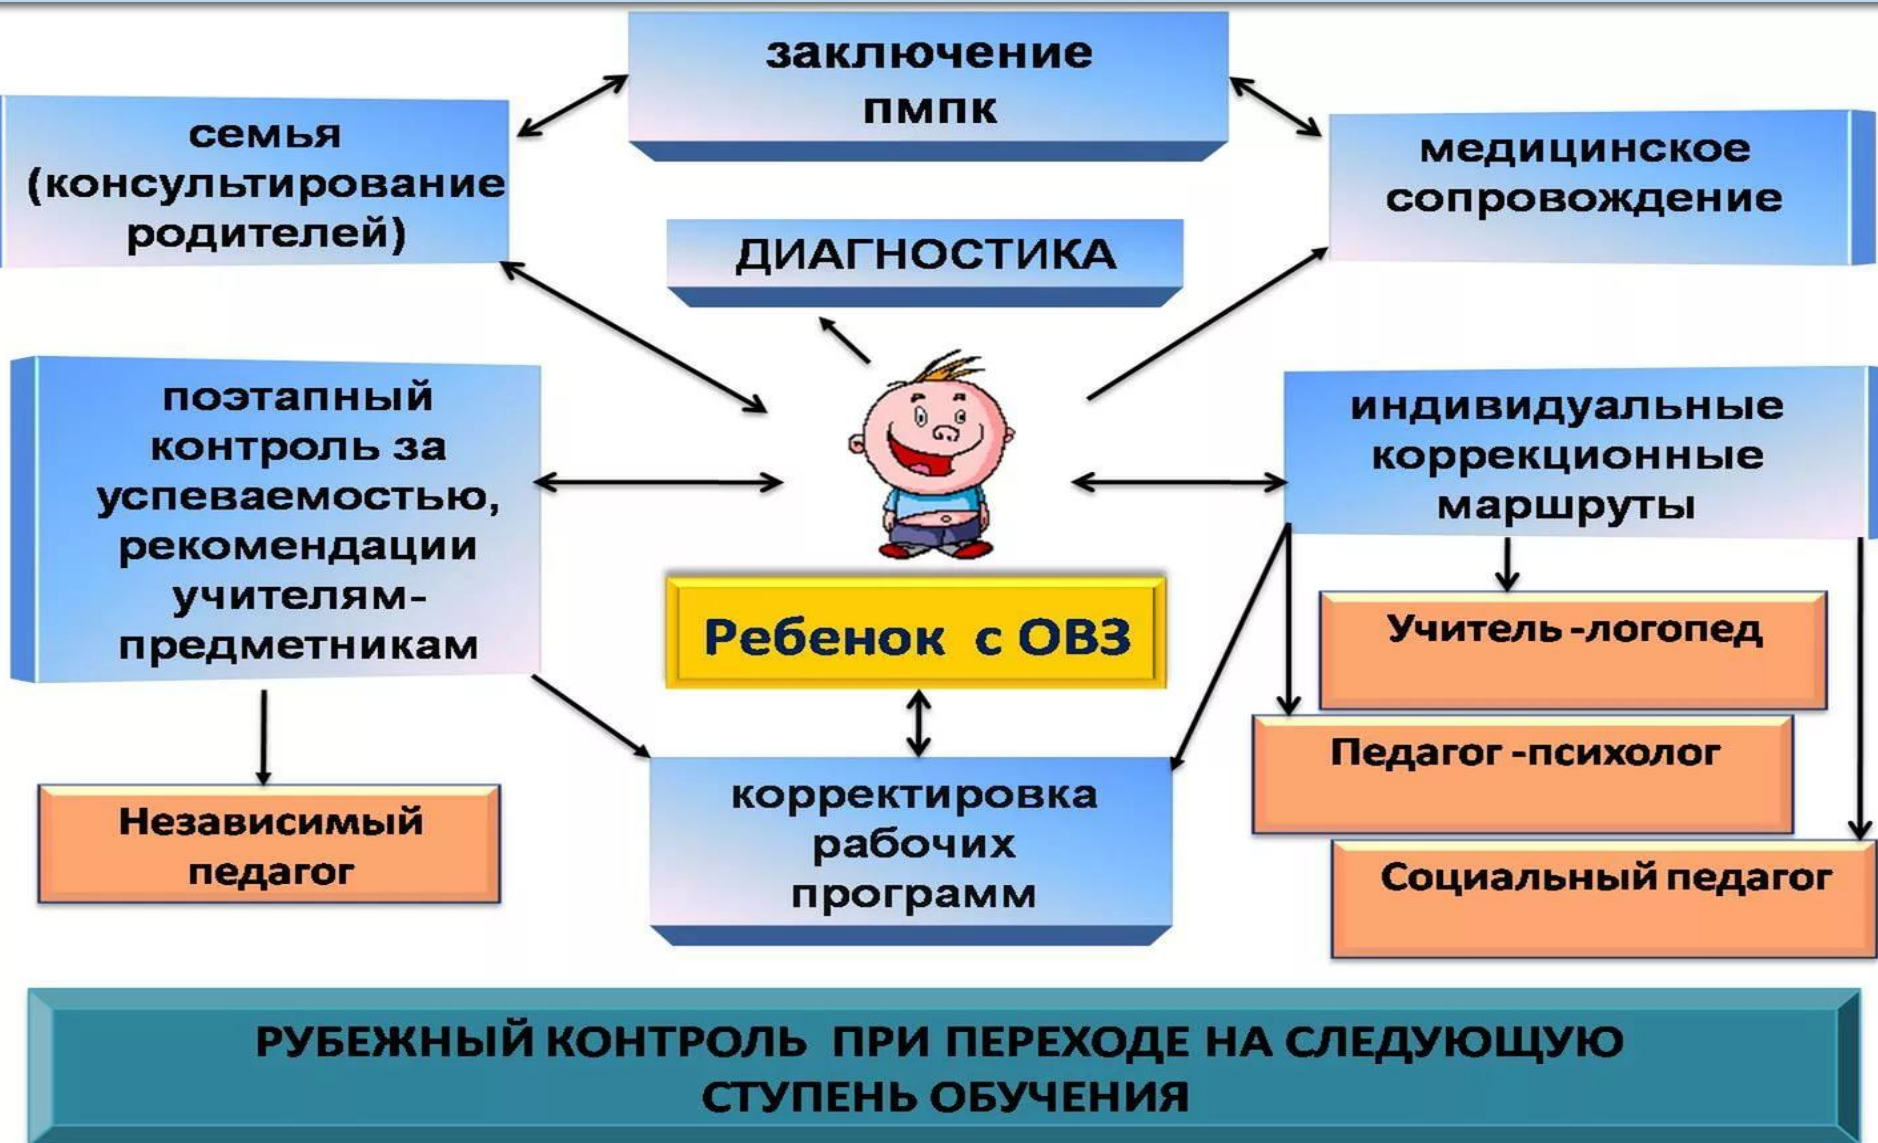 заключение
пмпк
семья
(консультирование
родителей)
медицинское
сопровождение
ДИАГНОСТИКА
поэтапный
контроль за
успеваемостью,
рекомендации
учителям-
предметникам
индивидуальные
коррекционные
маршруты
Ребенок с ОВЗ
Учитель -логопед
Педагог -психолог
Социальный педагог
Независимый
педагог
корректировка
рабочих
программ
РУБЕЖНЫЙ КОНТРОЛЬ ПРИ ПЕРЕХОДЕ НА СЛЕДУЮЩУЮ
СТУПЕНЬ ОБУЧЕНИЯ